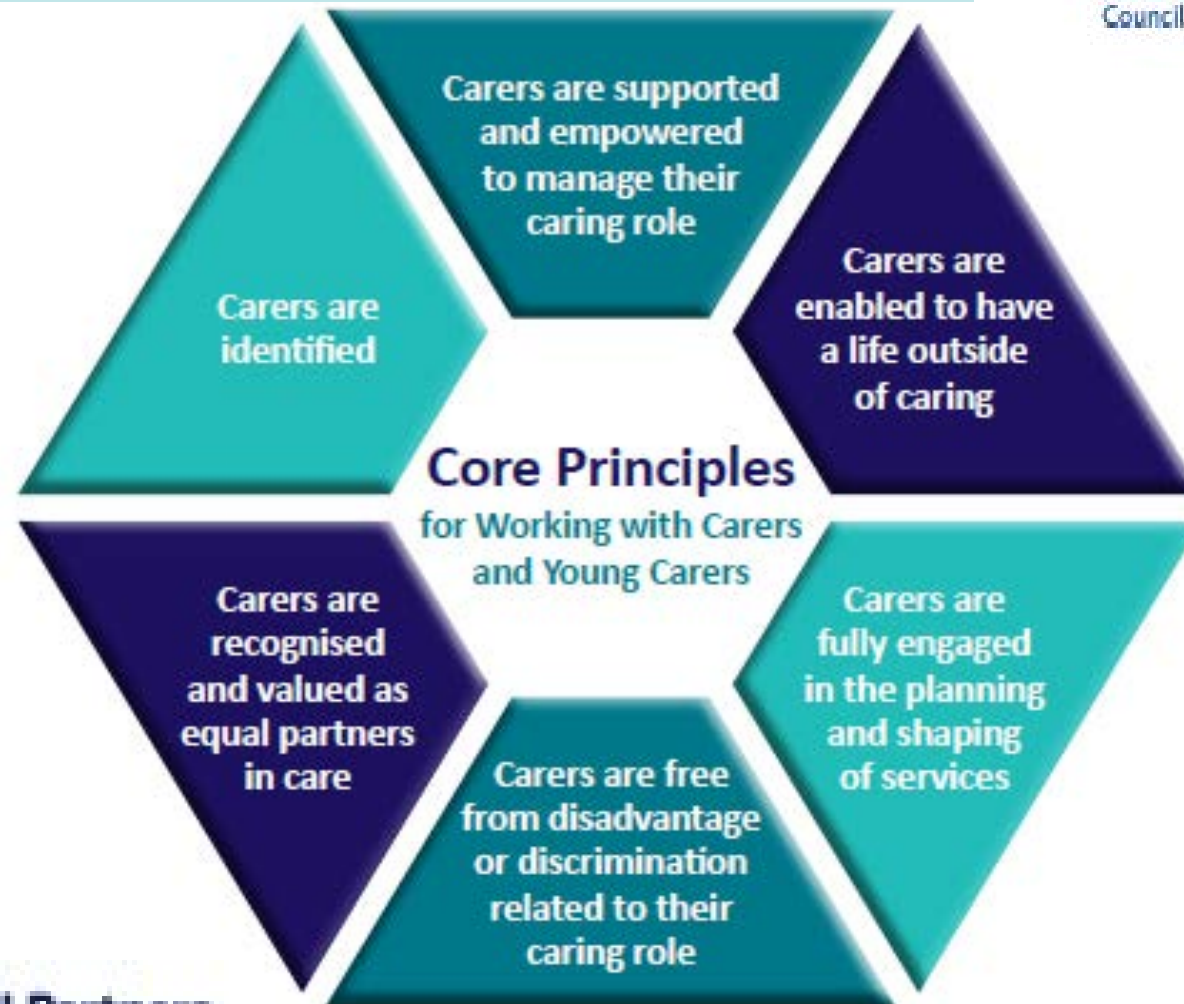 Council
Carers are supported
and empowered
to manage their
caring role
Carers are
identified
Carers are
enabled to have
a life outside
of caring
Core Principles
for Working with Carers
and Young Carers
Carers are
recognised
and valued as
equal partners
in care
Carers are
fully engaged
in the planning
and shaping
of services
Carers are free
from disadvantage
or discrimination
related to their
caring role